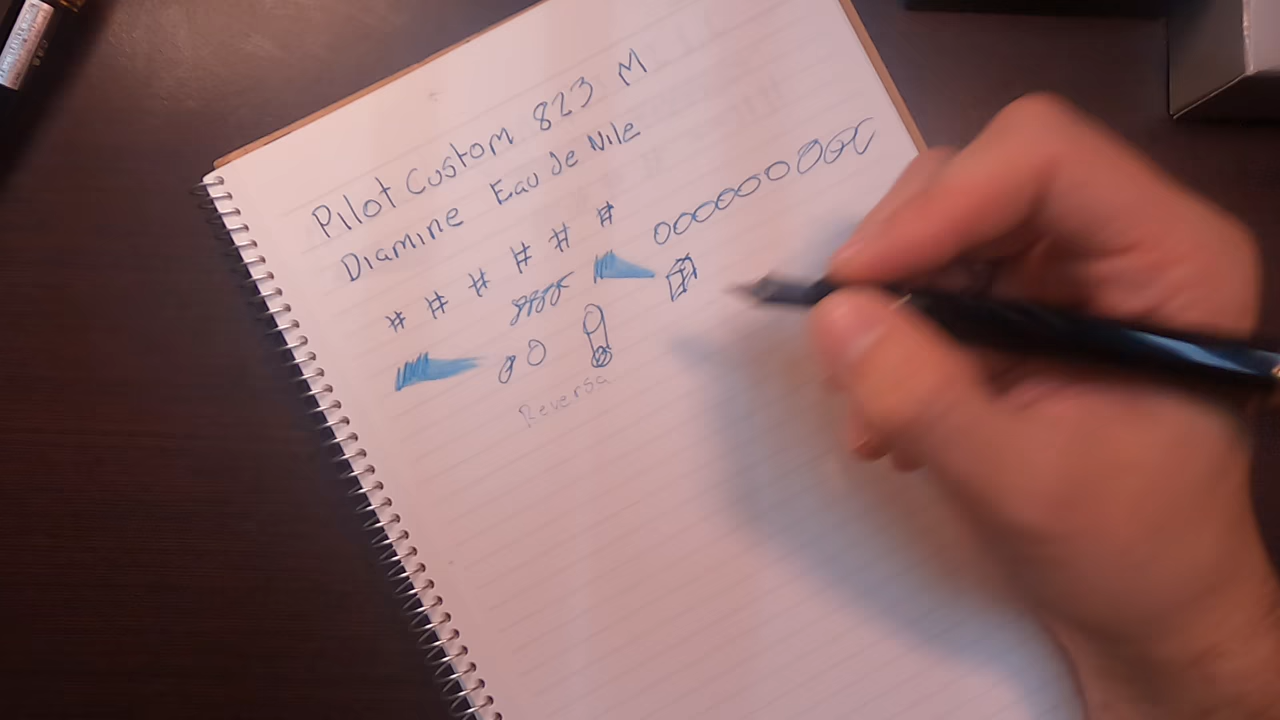 Pilot Custom 823 M
Diamine Eau de Nile
# # # # # #
Reversa